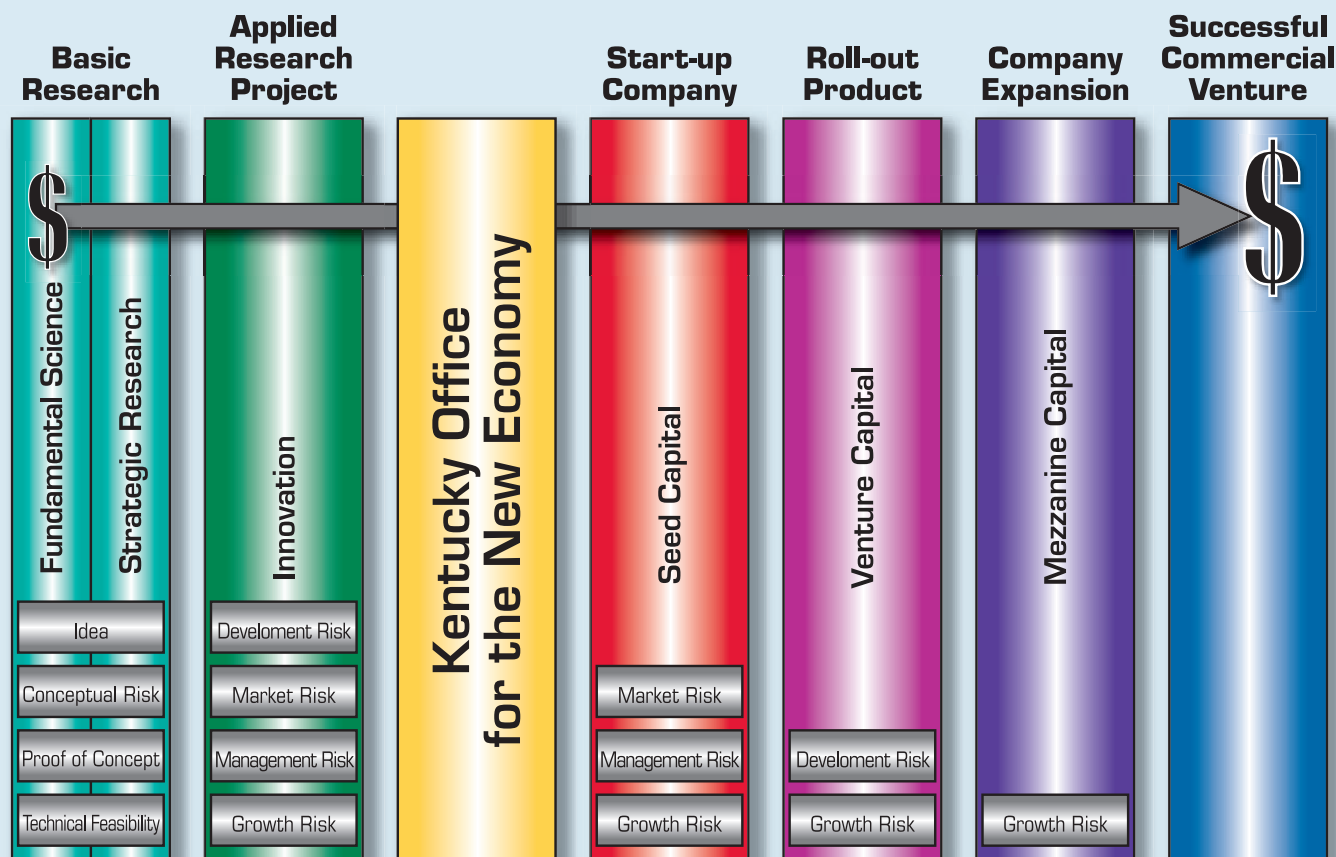 Basic
Research
Applied
Research
Project
Start-up
Company
Roll-out
Product
Company
Expansion
Successful
Commercial
Venture
$
$
Fundamental Science
Strategic Research
Innovation
Kentucky Office
for the New Economy
Seed Capital
Venture Capital
Mezzanine Capital
Idea
Conceptual Risk
Proof of Concept
Technical Feasibility
Develoment Risk
Market Risk
Management Risk
Growth Risk
Market Risk
Management Risk
Growth Risk
Develoment Risk
Growth Risk
Growth Risk